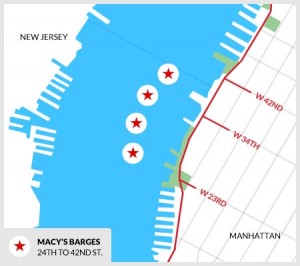 NEW JERSEY
W 42ND
W 34TH
W 23RD
MANHATTAN
MACY'S BARGES
24TH TO 42ND ST.